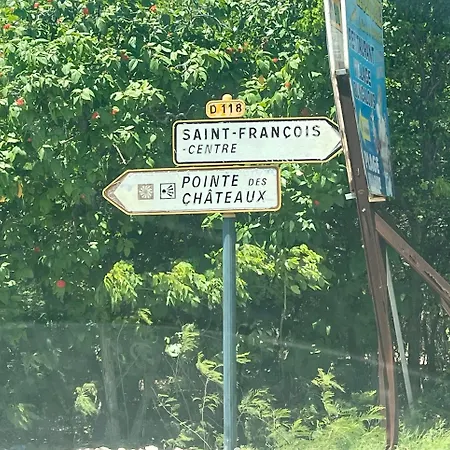 D 118
SAINT-FRANÇOIS
-CENTRE
POINTE DES
CHÂTEAUX